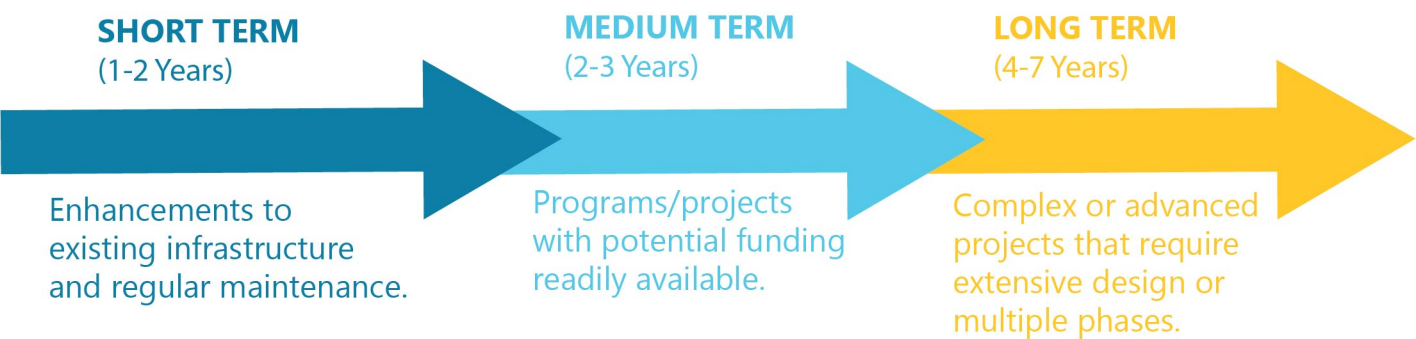 SHORT TERM
(1-2 Years)
Enhancements to
existing infrastructure
and regular maintenance.
MEDIUM TERM
(2-3 Years)
Programs/projects
with potential funding
readily available.
LONG TERM
(4-7 Years)
Complex or advanced
projects that require
extensive design or
multiple phases.